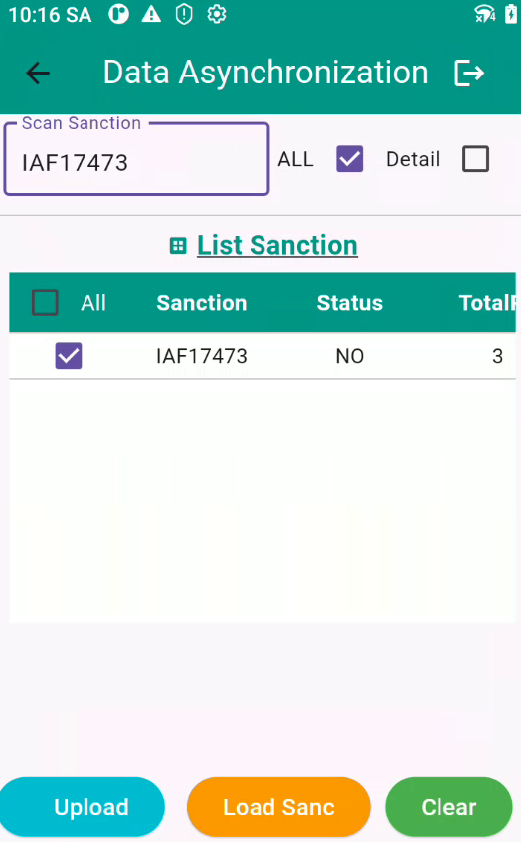 10:16 SA
Data Asynchronization
Scan Sanction
IAF17473
ALL
Detail
List Sanction
All Sanction Status TotalP
IAF17473 NO 3
Upload Load Sanc Clear